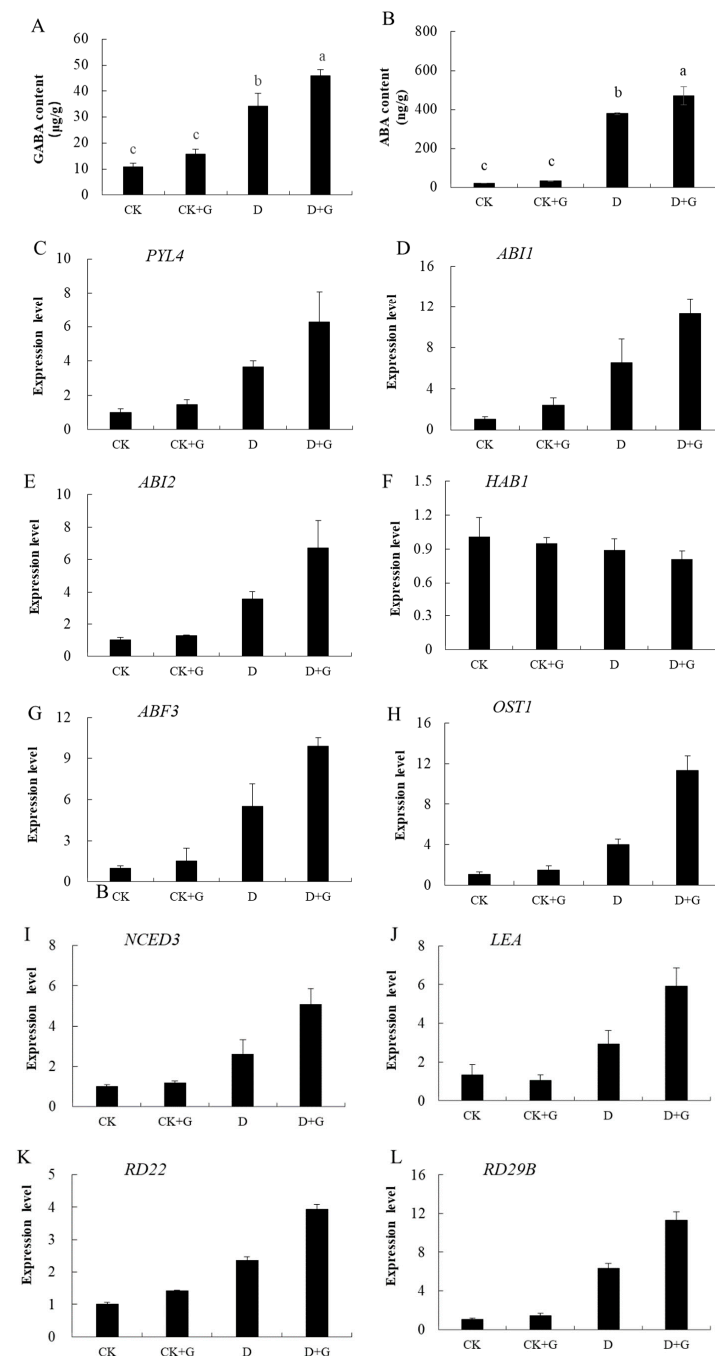 A
GABA content
(μg/g)
60
50
40
30
20
10
0
c
c
b
a
CK
CK+G
D
D+G
B
ABA content
(ng/g)
800
600
400
200
0
c
c
b
a
CK
CK+G
D
D+G
C
PYL4
Expression level
10
8
6
4
2
0
CK
CK+G
D
D+G
D
ABI1
Expression level
16
12
8
4
0
CK
CK+G
D
D+G
E
ABI2
Expression level
10
8
6
4
2
0
CK
CK+G
D
D+G
F
HAB1
Expression level
1.5
1.2
0.9
0.6
0.3
0
CK
CK+G
D
D+G
G
ABF3
Expression level
12
9
6
3
0
B
CK
CK+G
D
D+G
H
OST1
Exprssion level
16
12
8
4
0
CK
CK+G
D
D+G
I
NCED3
Expression level
8
6
4
2
0
CK
CK+G
D
D+G
J
LEA
Expression level
8
6
4
2
0
CK
CK+G
D
D+G
K
RD22
Expression level
5
4
3
2
1
0
CK
CK+G
D
D+G
L
RD29B
Expression level
16
12
8
4
0
CK
CK+G
D
D+G